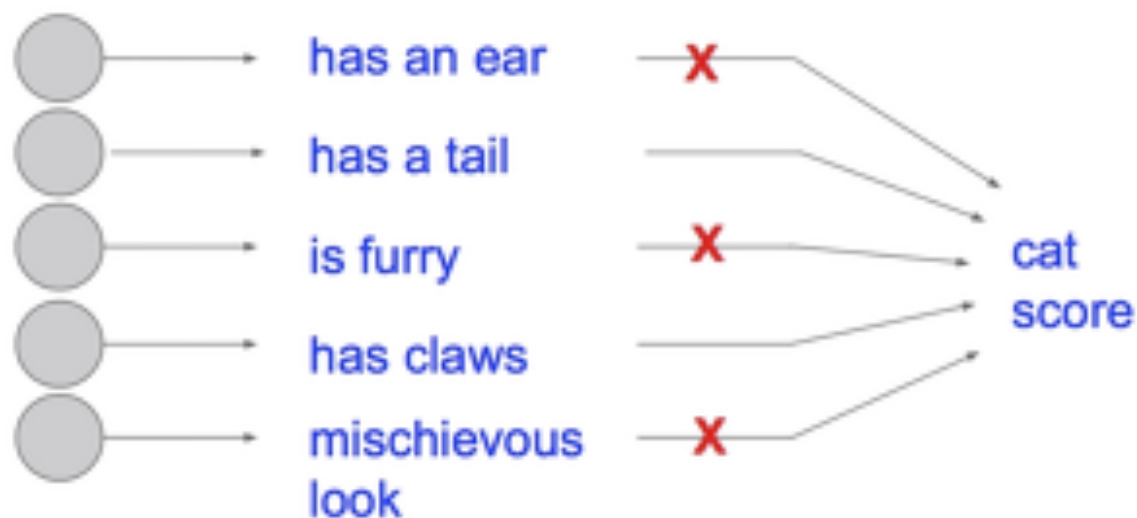 has an ear
X
has a tail
is furry
X
cat
score
has claws
mischievous
look
X